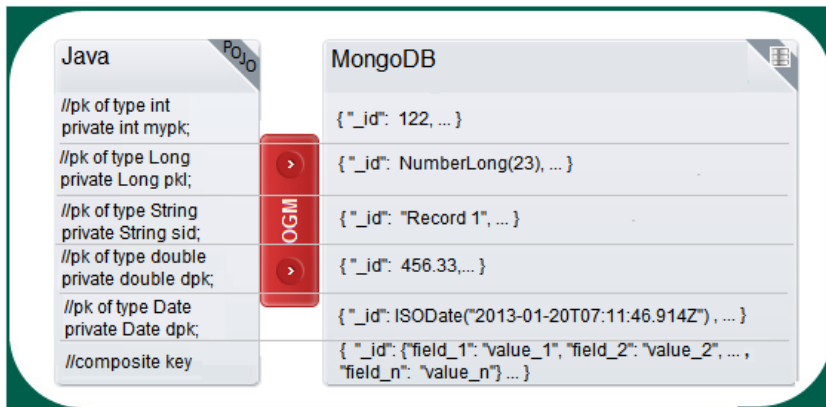 Java
POJO
MongoDB
//pk of type int
private int mypk;
{ "_id": 122, ... }
//pk of type Long
private Long pkl;
{ "_id": NumberLong(23), ... }
//pk of type String
private String sid;
{ "_id": "Record 1", ... }
OGM
//pk of type double
private double dpk;
{ "_id": 456.33,... }
//pk of type Date
private Date dpk;
{ "_id": ISODate("2013-01-20T07:11:46.914Z") , ... }
//composite key
{ "_id": {"field_1": "value_1", "field_2": "value_2", ... ,
"field_n": "value_n"} ... }